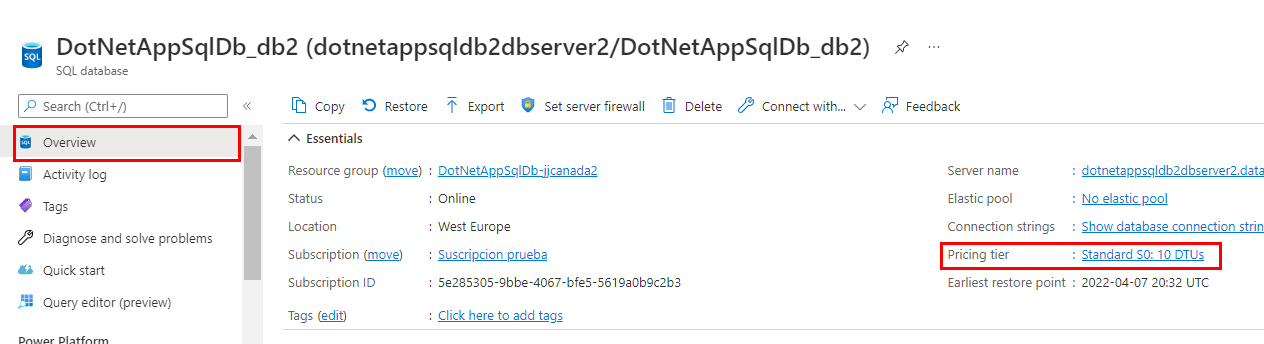 DotNetAppSqlDb_db2 (dotnetappsqldb2dbserver2/DotNetAppSqlDb_db2)
SQL
SQL database
Search (Ctrl+/)
Copy Restore Export Set server firewall Delete Connect with... Feedback
Overview
Activity log
Tags
Diagnose and solve problems
Quick start
Query editor (preview)
Power Platform
Essentials
Resource group (move) : DotNetAppSqlDb-jjcanada2
Status : Online
Location : West Europe
Subscription (move) : Suscripcion prueba
Subscription ID : 5e285305-9bbe-4067-bfe5-5619a0b9c2b3
Tags (edit) : Click here to add tags
Server name : dotnetappsqldb2dbserver2.data
Elastic pool : No elastic pool
Connection strings : Show database connection strin
Pricing tier : Standard S0: 10 DTUs
Earliest restore point : 2022-04-07 20:32 UTC